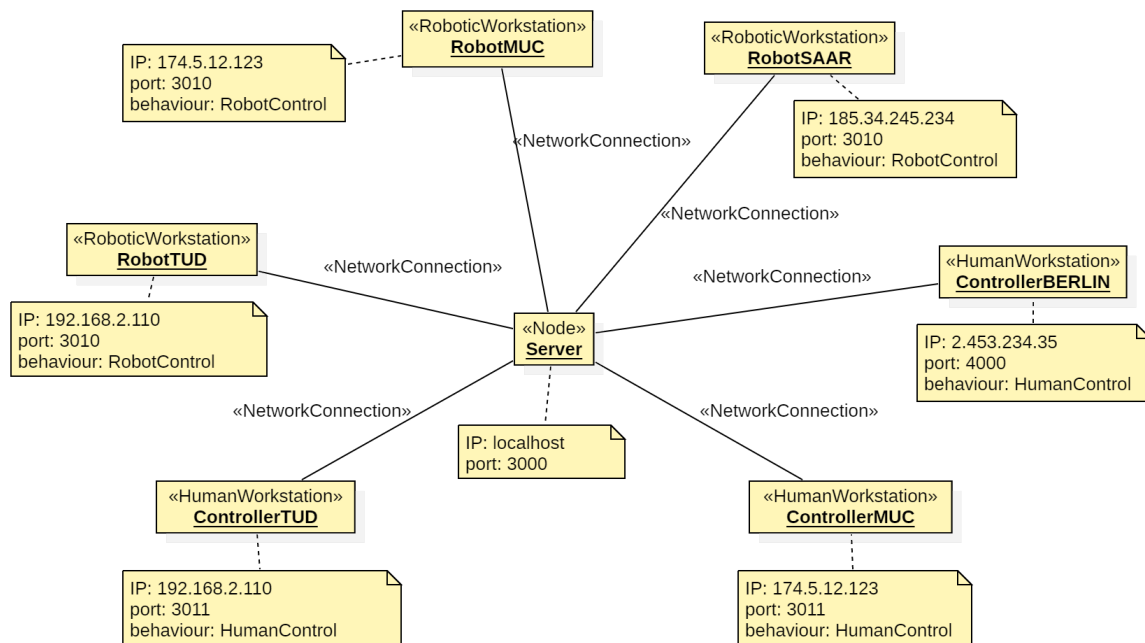 «RoboticWorkstation»
RobotMUC
IP: 174.5.12.123
port: 3010
behaviour: RobotControl
«RoboticWorkstation»
RobotSAAR
IP: 185.34.245.234
port: 3010
behaviour: RobotControl
«NetworkConnection»
«NetworkConnection»
«RoboticWorkstation»
RobotTUD
IP: 192.168.2.110
port: 3010
behaviour: RobotControl
«NetworkConnection»
«NetworkConnection»
«HumanWorkstation»
ControllerBERLIN
IP: 2.453.234.35
port: 4000
behaviour: HumanControl
«Node»
Server
IP: localhost
port: 3000
«NetworkConnection»
«NetworkConnection»
«HumanWorkstation»
ControllerTUD
IP: 192.168.2.110
port: 3011
behaviour: HumanControl
«HumanWorkstation»
ControllerMUC
IP: 174.5.12.123
port: 3011
behaviour: HumanControl